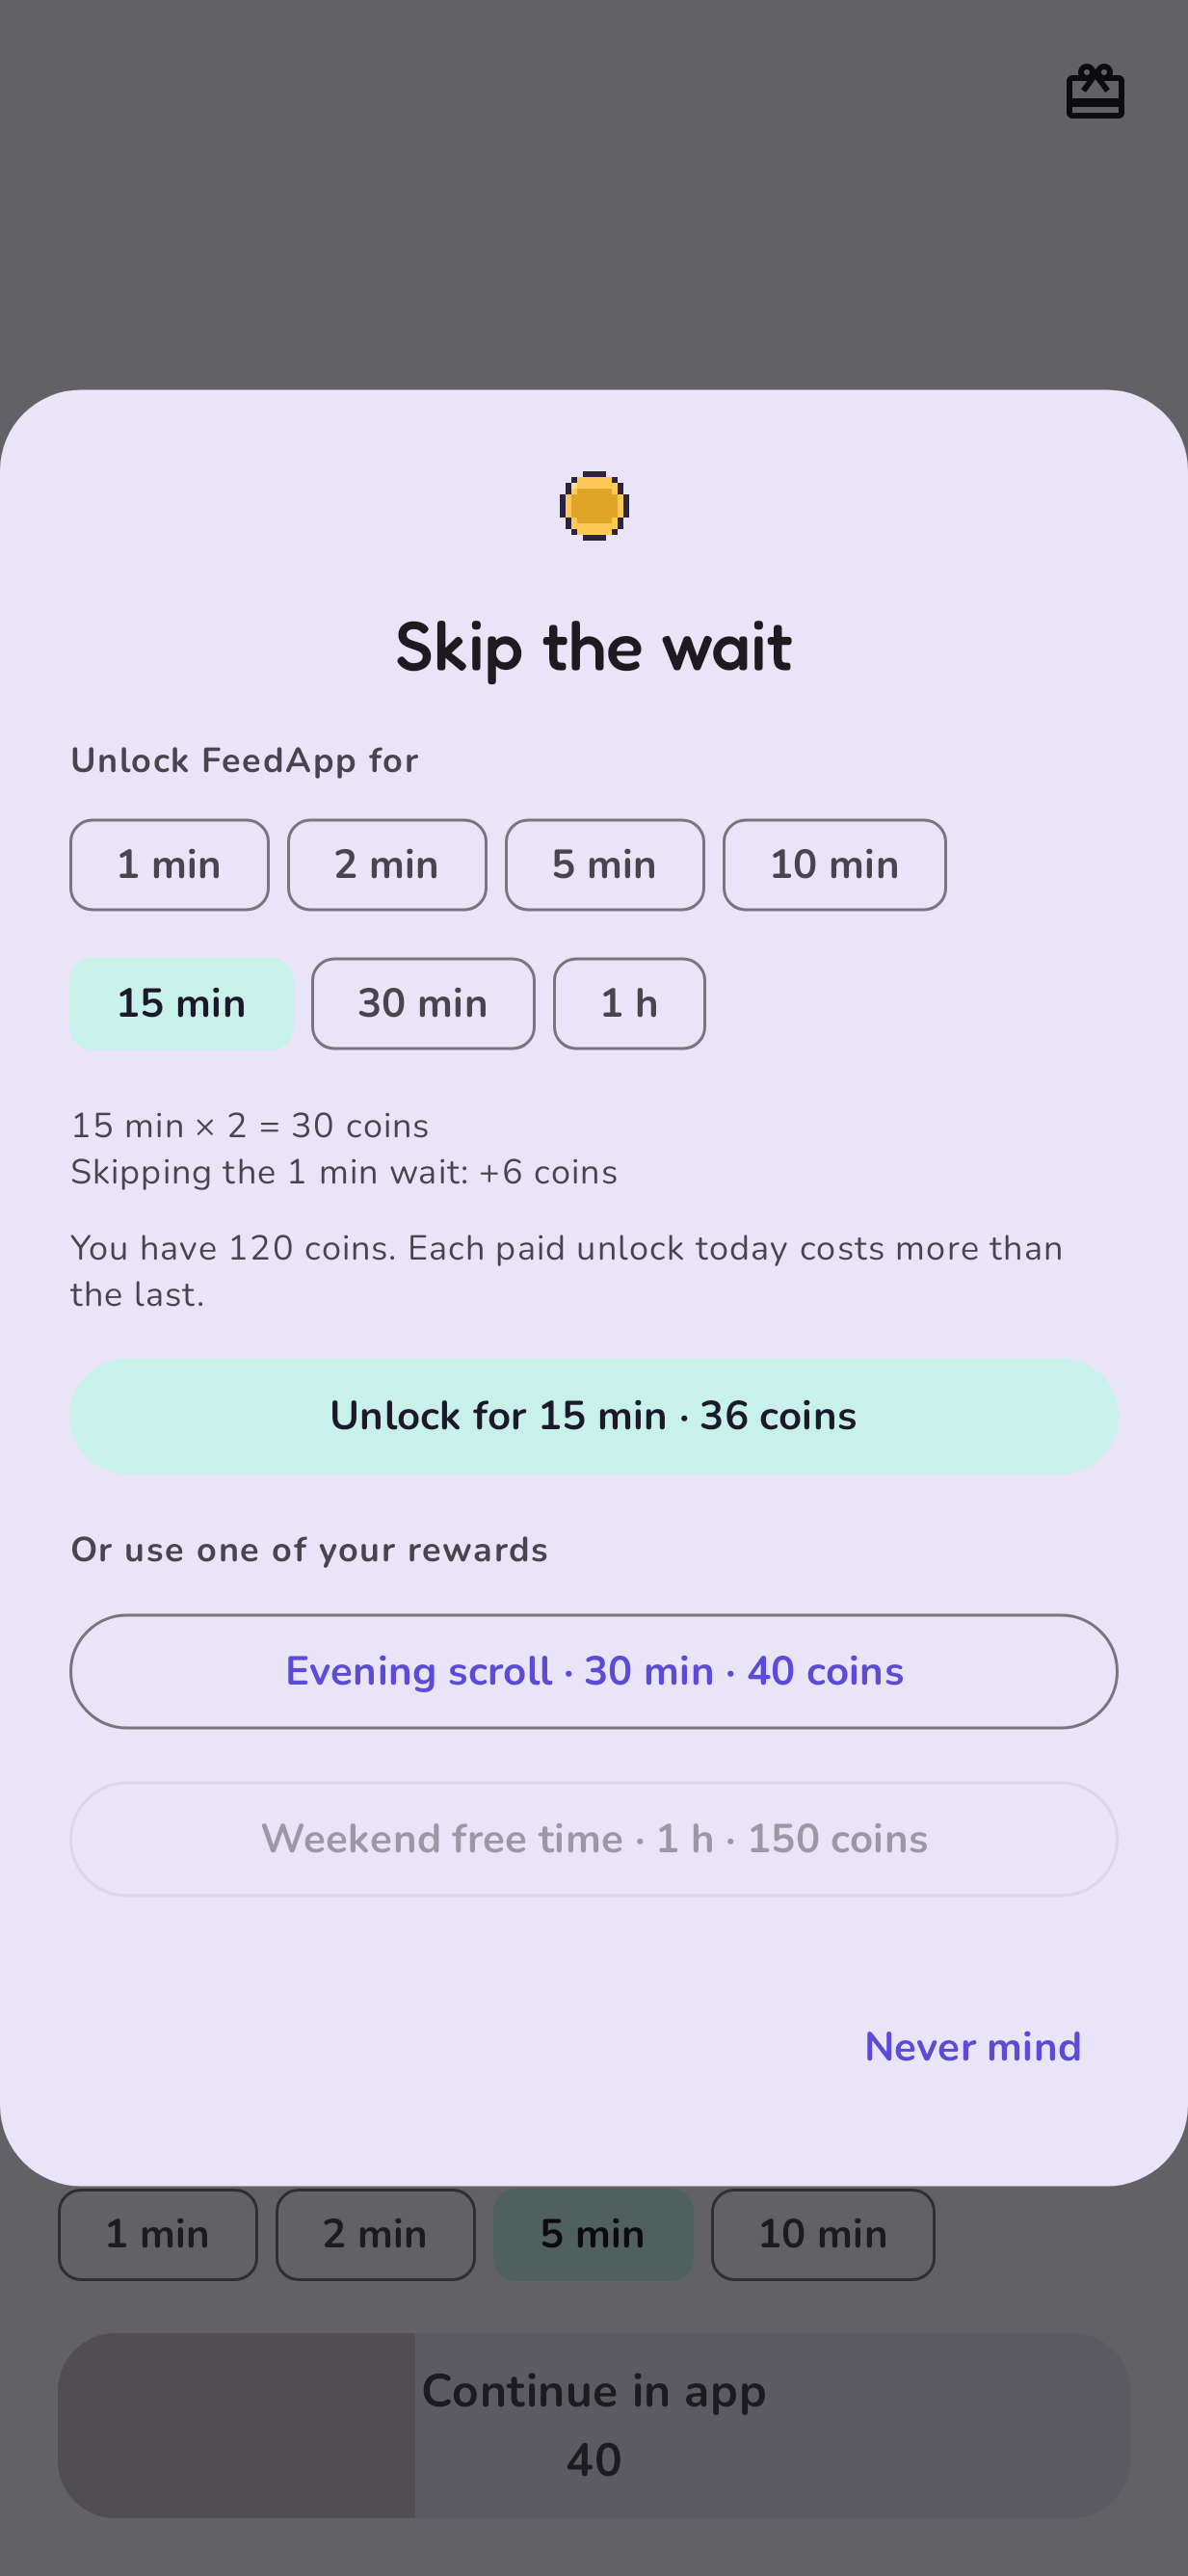 Skip the wait
Unlock FeedApp for
1 min 2 min 5 min 10 min
15 min 30 min 1 h
15 min × 2 = 30 coins
Skipping the 1 min wait: +6 coins
You have 120 coins. Each paid unlock today costs more than
the last.
Unlock for 15 min · 36 coins
Or use one of your rewards
Evening scroll · 30 min · 40 coins
Weekend free time · 1 h · 150 coins
Never mind
1 min 2 min 5 min 10 min
Continue in app
40